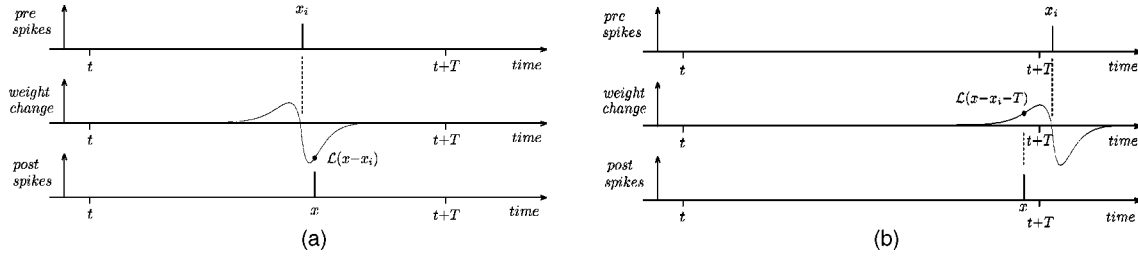 pre
spikes
x_i
t
t+T
time
weight
change
L(x−x_i)
post
spikes
t
x
t+T
time
(a)
pre
spikes
x_i
t
t+T
time
weight
change
L(x−x_i−T)
t+T
time
post
spikes
t
x
t+T
time
(b)